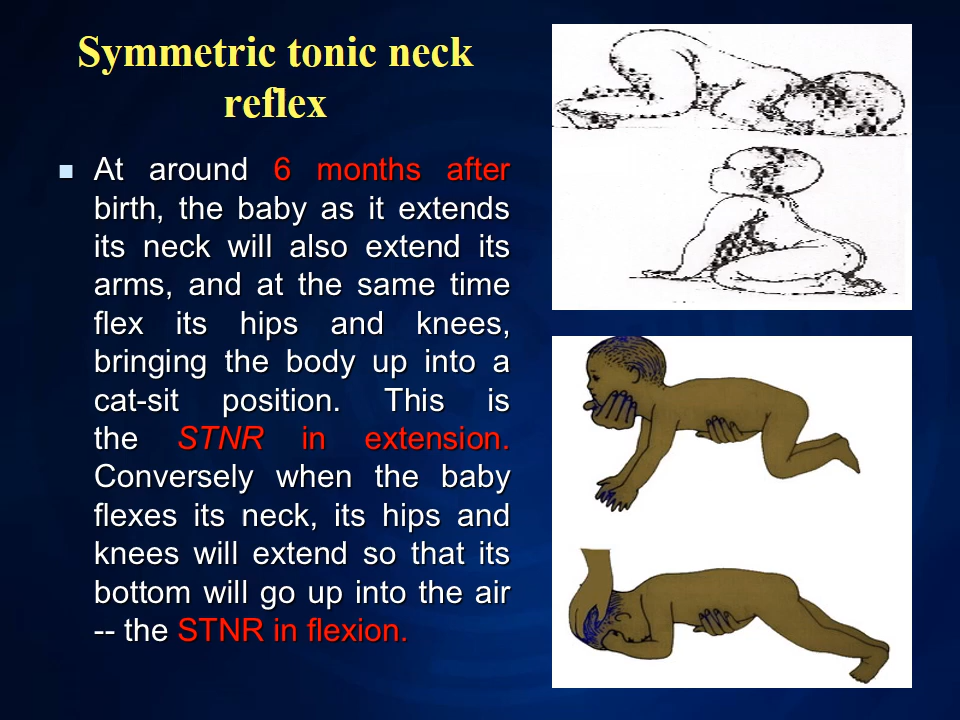 Symmetric tonic neck
reflex
At around 6 months after
birth, the baby as it extends
its neck will also extend its
arms, and at the same time
flex its hips and knees,
bringing the body up into a
cat-sit position. This is
the STNR in extension.
Conversely when the baby
flexes its neck, its hips and
knees will extend so that its
bottom will go up into the air
-- the STNR in flexion.